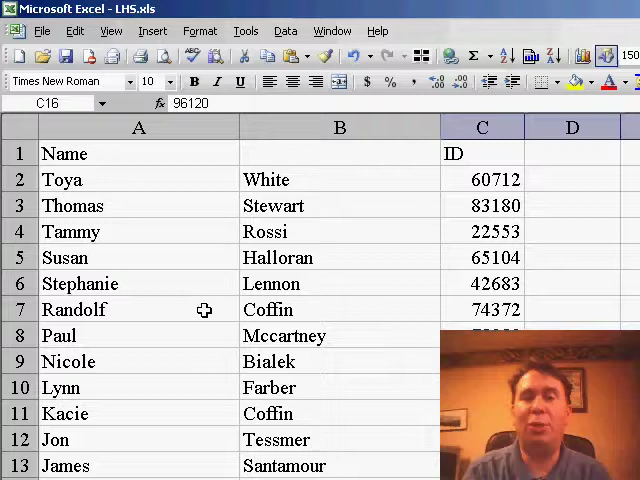 Microsoft Excel - LHS.xls
File Edit View Insert Format Tools Data Window Help
Times New Roman 10 B I U $ % ,
C16 fx 96120
A B C D
1 Name ID
2 Toya White 60712
3 Thomas Stewart 83180
4 Tammy Rossi 22553
5 Susan Halloran 65104
6 Stephanie Lennon 42683
7 Randolf Coffin 74372
8 Paul Mccartney
9 Nicole Bialek
10 Lynn Farber
11 Kacie Coffin
12 Jon Tessmer
13 James Santamour